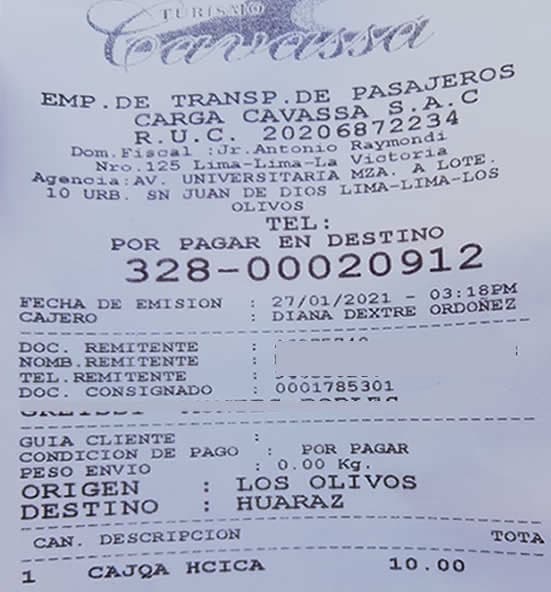 TURISMO
Cavassa
EMP.DE TRANSP.DE PASAJEROS
CARGA CAVASSA S.A.C
R.U.C. 20206872234
Dom.Fiscal :Jr.Antonio Raymondi
Nro.125 Lima-Lima-La Victoria
Agencia:AV. UNIVERSITARIA MZA. A LOTE.
10 URB. SN JUAN DE DIOS LIMA-LIMA-LOS
OLIVOS
TEL:
POR PAGAR EN DESTINO
328-00020912
FECHA DE EMISION : 27/01/2021 - 03:18PM
CAJERO : DIANA DEXTRE ORDOÑEZ
DOC. REMITENTE :
NOMB.REMITENTE :
TEL.REMITENTE :
DOC. CONSIGNADO : 0001785301
GUIA CLIENTE :
CONDICION DE PAGO : POR PAGAR
PESO ENVIO : 0.00 Kg.
ORIGEN : LOS OLIVOS
DESTINO : HUARAZ
CAN. DESCRIPCION TOTA
1 CAJQA HCICA 10.00